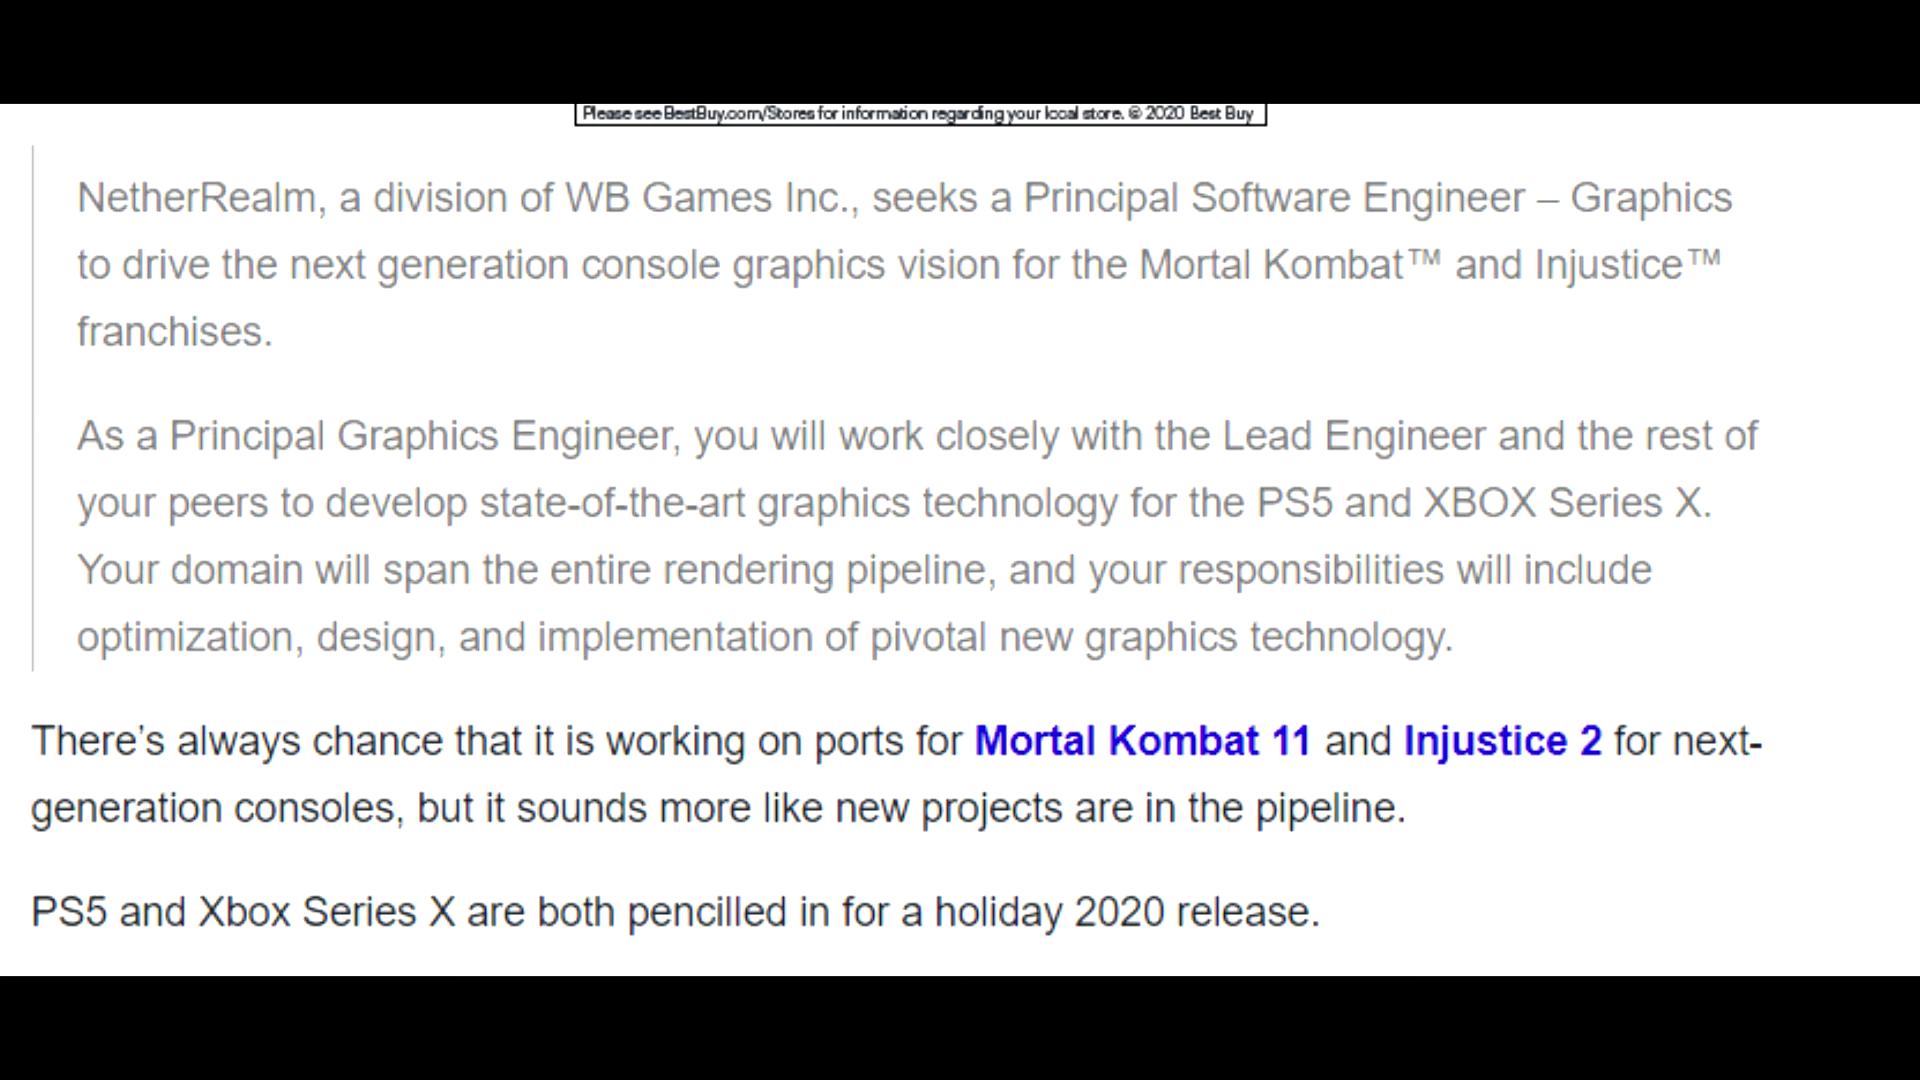 Please see BestBuy.com/Stores for information regarding your local store. © 2020 Best Buy
NetherRealm, a division of WB Games Inc., seeks a Principal Software Engineer – Graphics
to drive the next generation console graphics vision for the Mortal Kombat™ and Injustice™
franchises.
As a Principal Graphics Engineer, you will work closely with the Lead Engineer and the rest of
your peers to develop state-of-the-art graphics technology for the PS5 and XBOX Series X.
Your domain will span the entire rendering pipeline, and your responsibilities will include
optimization, design, and implementation of pivotal new graphics technology.
There’s always chance that it is working on ports for Mortal Kombat 11 and Injustice 2 for next-
generation consoles, but it sounds more like new projects are in the pipeline.
PS5 and Xbox Series X are both pencilled in for a holiday 2020 release.